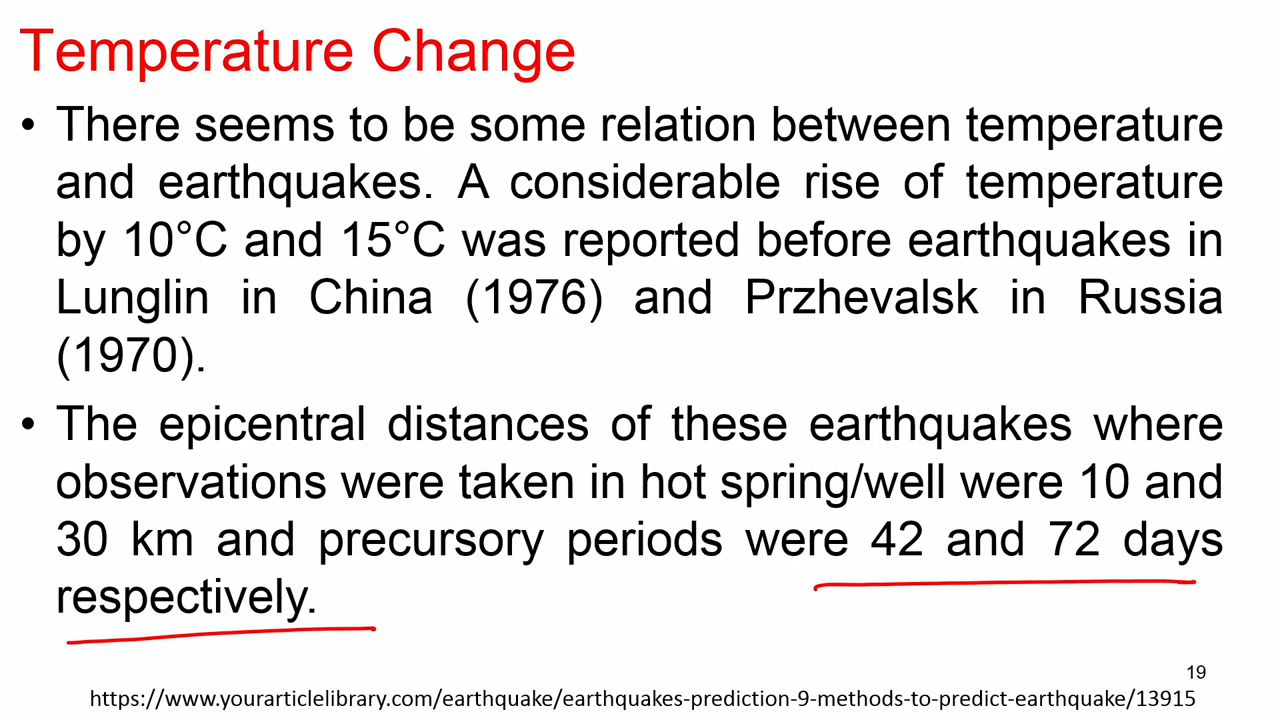 Temperature Change
• There seems to be some relation between temperature
and earthquakes. A considerable rise of temperature
by 10°C and 15°C was reported before earthquakes in
Lunglin in China (1976) and Przhevalsk in Russia
(1970).
• The epicentral distances of these earthquakes where
observations were taken in hot spring/well were 10 and
30 km and precursory periods were 42 and 72 days
respectively.
19
https://www.yourarticlelibrary.com/earthquake/earthquakes-prediction-9-methods-to-predict-earthquake/13915